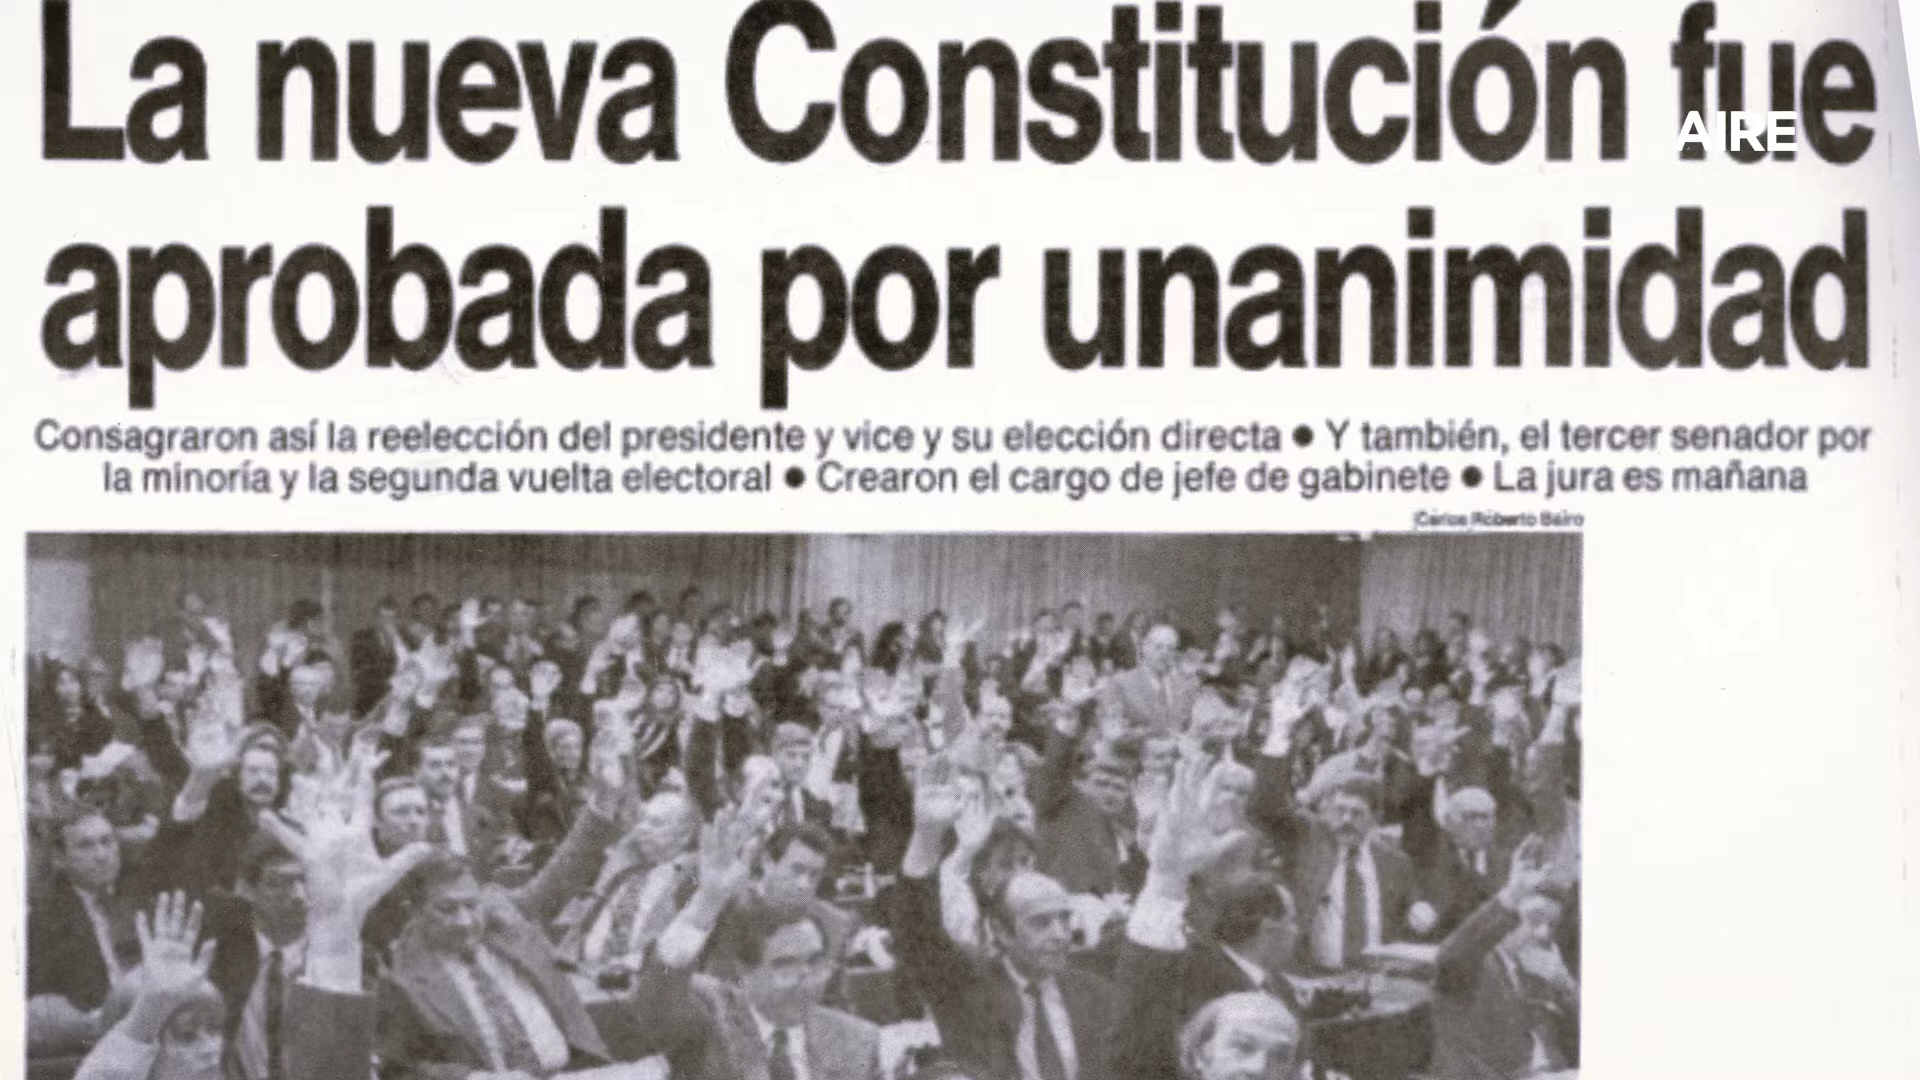 La nueva Constitución fue
AIRE
aprobada por unanimidad
Consagraron así la reelección del presidente y vice y su elección directa ● Y también, el tercer senador por
la minoría y la segunda vuelta electoral ● Crearon el cargo de jefe de gabinete ● La jura es mañana
Carlos Roberto Bairo